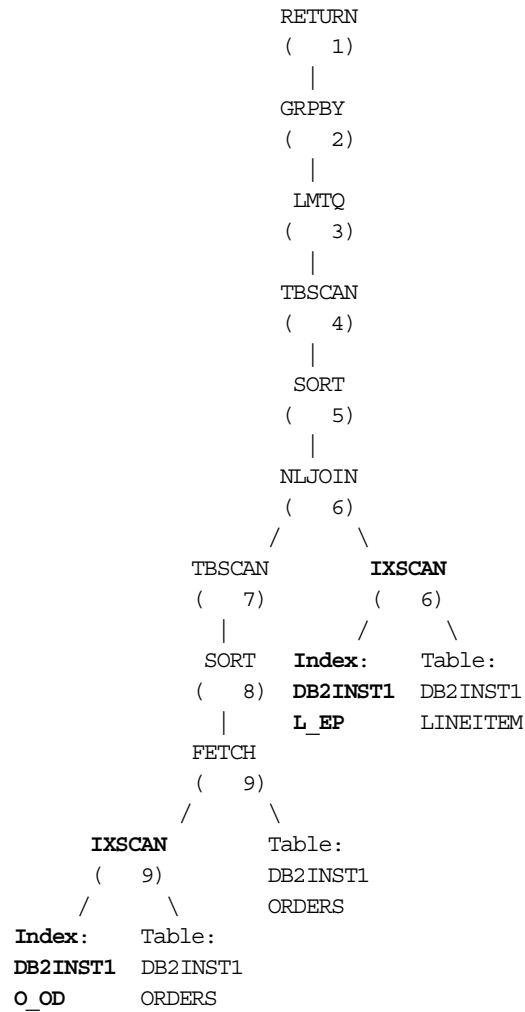 RETURN
(   1)
|
GRPBY
(   2)
|
LMTQ
(   3)
|
TBSCAN
(   4)
|
SORT
(   5)
|
NLJOIN
(   6)
/       \
TBSCAN          IXSCAN
(   7)          (   6)
|            /       \
SORT    Index:    Table:
(   8)  DB2INST1  DB2INST1
|     L_EP      LINEITEM
FETCH
(   9)
/       \
IXSCAN        Table:
(   9)        DB2INST1
/       \       ORDERS
Index:    Table:
DB2INST1  DB2INST1
O_OD      ORDERS